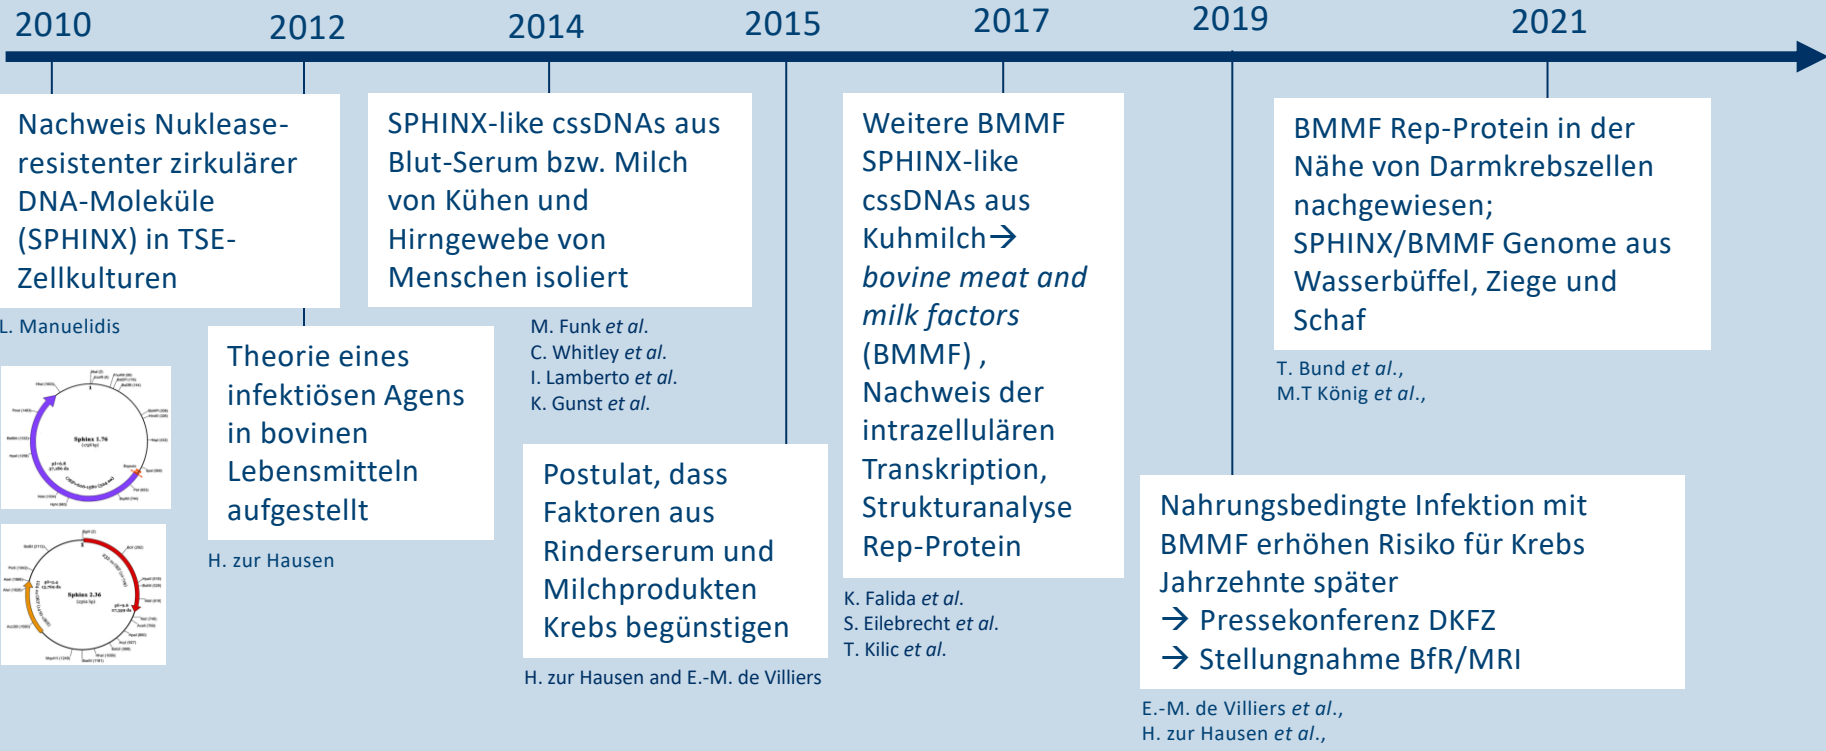 2010
2012
2014
2015
2017
2019
2021
Nachweis Nuklease-
resistenter zirkulärer
DNA-Moleküle
(SPHINX) in TSE-
Zellkulturen
L. Manuelidis
Sphinx 1.76
Sphinx 2.36
Theorie eines
infektiösen Agens
in bovinen
Lebensmitteln
aufgestellt
H. zur Hausen
SPHINX-like cssDNAs aus
Blut-Serum bzw. Milch
von Kühen und
Hirngewebe von
Menschen isoliert
M. Funk et al.
C. Whitley et al.
I. Lamberto et al.
K. Gunst et al.
Postulat, dass
Faktoren aus
Rinderserum und
Milchprodukten
Krebs begünstigen
H. zur Hausen and E.-M. de Villiers
Weitere BMMF
SPHINX-like
cssDNAs aus
Kuhmilch→
bovine meat and
milk factors
(BMMF) ,
Nachweis der
intrazellulären
Transkription,
Strukturanalyse
Rep-Protein
K. Falida et al.
S. Eilebrecht et al.
T. Kilic et al.
Nahrungsbedingte Infektion mit
BMMF erhöhen Risiko für Krebs
Jahrzehnte später
→ Pressekonferenz DKFZ
→ Stellungnahme BfR/MRI
E.-M. de Villiers et al.,
H. zur Hausen et al.,
BMMF Rep-Protein in der
Nähe von Darmkrebszellen
nachgewiesen;
SPHINX/BMMF Genome aus
Wasserbüffel, Ziege und
Schaf
T. Bund et al.,
M.T König et al.,